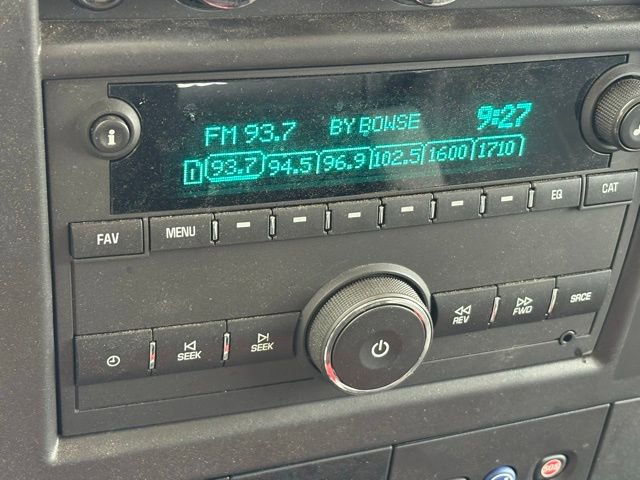 FM 93.7 BY BOWSE 9:27
1 93.7 94.5 96.9 102.5 1600 1710
i
FAV MENU EQ CAT
SEEK SEEK REV FWD SRCE
SOS